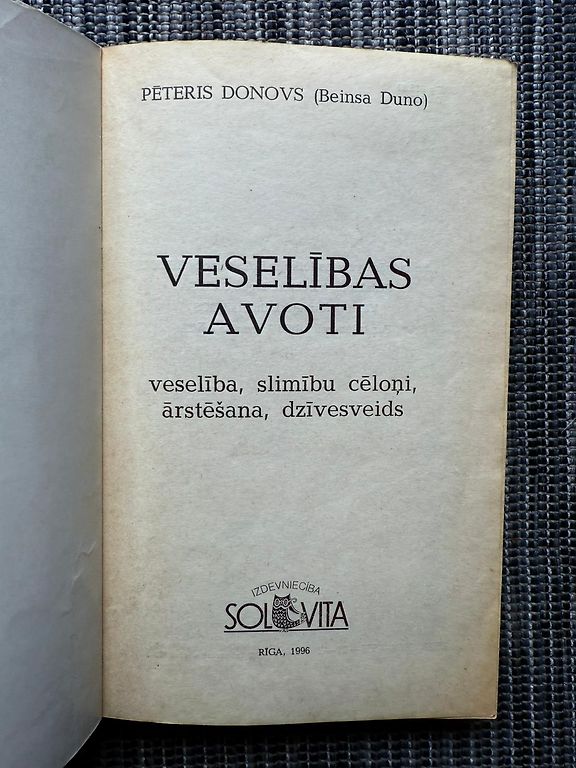 PĒTERIS DONOVS (Beinsa Duno)
VESELĪBAS
AVOTI
veselība, slimību cēloņi,
ārstēšana, dzīvesveids
IZDEVNIECĪBA
SOL VITA
RĪGA, 1996